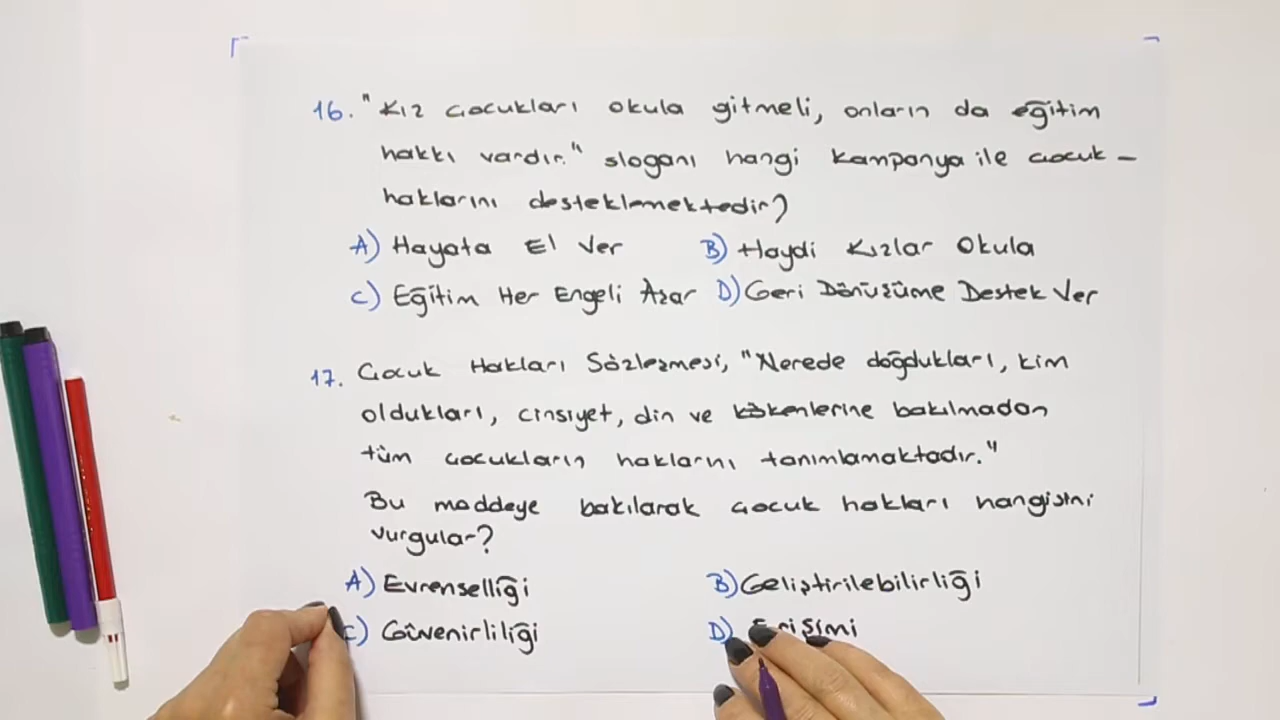 16. "Kız çocukları okula gitmeli, onların da eğitim
hakkı vardır." sloganı hangi kampanya ile çocuk
haklarını desteklemektedir?
A) Hayata El Ver B) Haydi Kızlar Okula
C) Eğitim Her Engeli Aşar D) Geri Dönüşüme Destek Ver
17. Çocuk Hakları Sözleşmesi, "Nerede doğdukları, kim
oldukları, cinsiyet, din ve kökenlerine bakılmadan
tüm çocukların haklarını tanımlamaktadır."
Bu maddeye bakılarak çocuk hakları hangisini
vurgular?
A) Evrenselliği B) Geliştirilebilirliği
C) Güvenirliliği D)